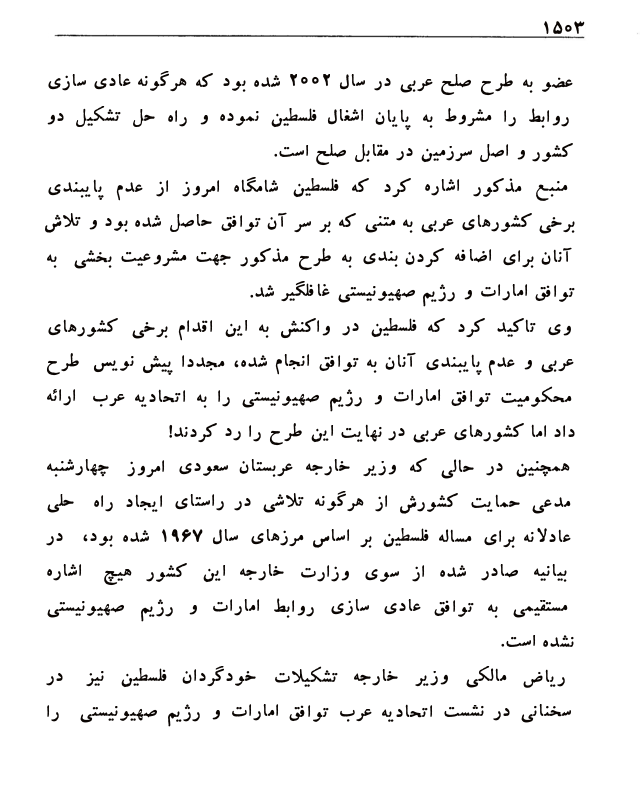 ۱۵۰۳
عضو به طرح صلح عربی در سال ۲۰۰۲ شده بود که هرگونه عادی سازی
روابط را مشروط به پایان اشغال فلسطین نموده و راه حل تشکیل دو
کشور و اصل سرزمین در مقابل صلح است.
منبع مذکور اشاره کرد که فلسطین شامگاه امروز از عدم پایبندی
برخی کشورهای عربی به متنی که بر سر آن توافق حاصل شده بود و تلاش
آنان برای اضافه کردن بندی به طرح مذکور جهت مشروعیت بخشی به
توافق امارات و رژیم صهیونیستی غافلگیر شد.
وی تاکید کرد که فلسطین در واکنش به این اقدام برخی کشورهای
عربی و عدم پایبندی آنان به توافق انجام شده، مجددا پیش نویس طرح
محکومیت توافق امارات و رژیم صهیونیستی را به اتحادیه عرب ارائه
داد اما کشورهای عربی در نهایت این طرح را رد کردند!
همچنین در حالی که وزیر خارجه عربستان سعودی امروز چهارشنبه
مدعی حمایت کشورش از هرگونه تلاشی در راستای ایجاد راه حلی
عادلانه برای مساله فلسطین بر اساس مرزهای سال ۱۹۶۷ شده بود، در
بیانیه صادر شده از سوی وزارت خارجه این کشور هیچ اشاره
مستقیمی به توافق عادی سازی روابط امارات و رژیم صهیونیستی
نشده است.
ریاض مالکی وزیر خارجه تشکیلات خودگردان فلسطین نیز در
سخنانی در نشست اتحادیه عرب توافق امارات و رژیم صهیونیستی را